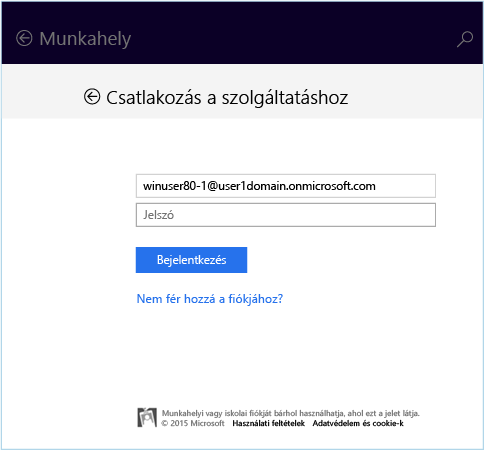 Munkahely
Csatlakozás a szolgáltatáshoz
winuser80-1@user1domain.onmicrosoft.com
Jelszó
Bejelentkezés
Nem fér hozzá a fiókjához?
Munkahelyi vagy iskolai fiókját bárhol használhatja, ahol ezt a jelet látja.
© 2015 Microsoft Használati feltételek Adatvédelem és cookie-k